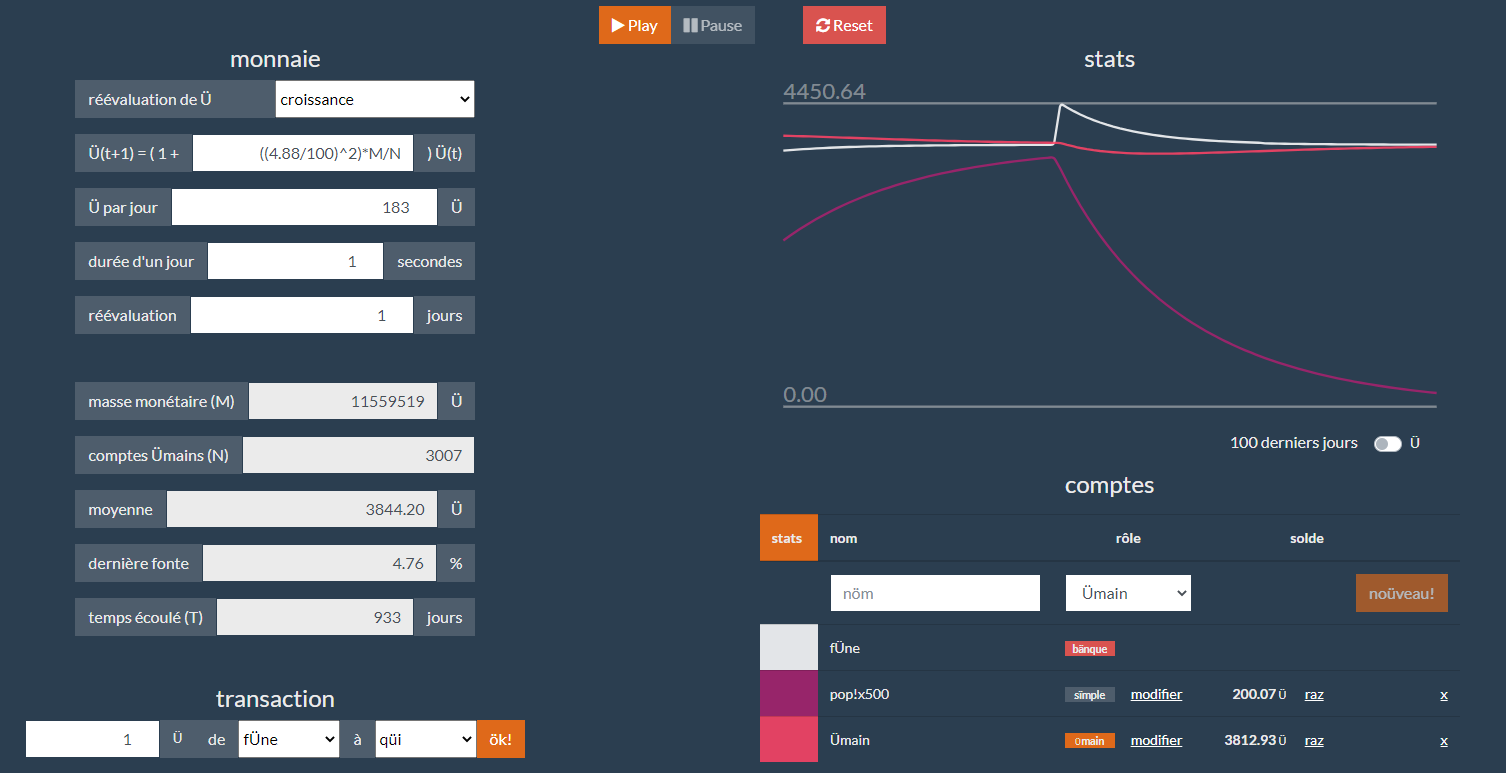 Play Pause Reset
monnaie
réévaluation de Ü croissance
Ü(t+1) = ( 1 + ((4.88/100)^2)*M/N ) Ü(t)
Ü par jour 183 Ü
durée d'un jour 1 secondes
réévaluation 1 jours
masse monétaire (M) 11559519 Ü
comptes Ümains (N) 3007
moyenne 3844.20 Ü
dernière fonte 4.76 %
temps écoulé (T) 933 jours
transaction
1 Ü de fÜne à qüi ök!
stats
4450.64
0.00
100 derniers jours Ü
comptes
stats nom rôle solde
nöm Ümain noüveau!
fÜne bänque
pop!x500 sïmple modifier 200.07 Ü raz x
Ümain Ümain modifier 3812.93 Ü raz x